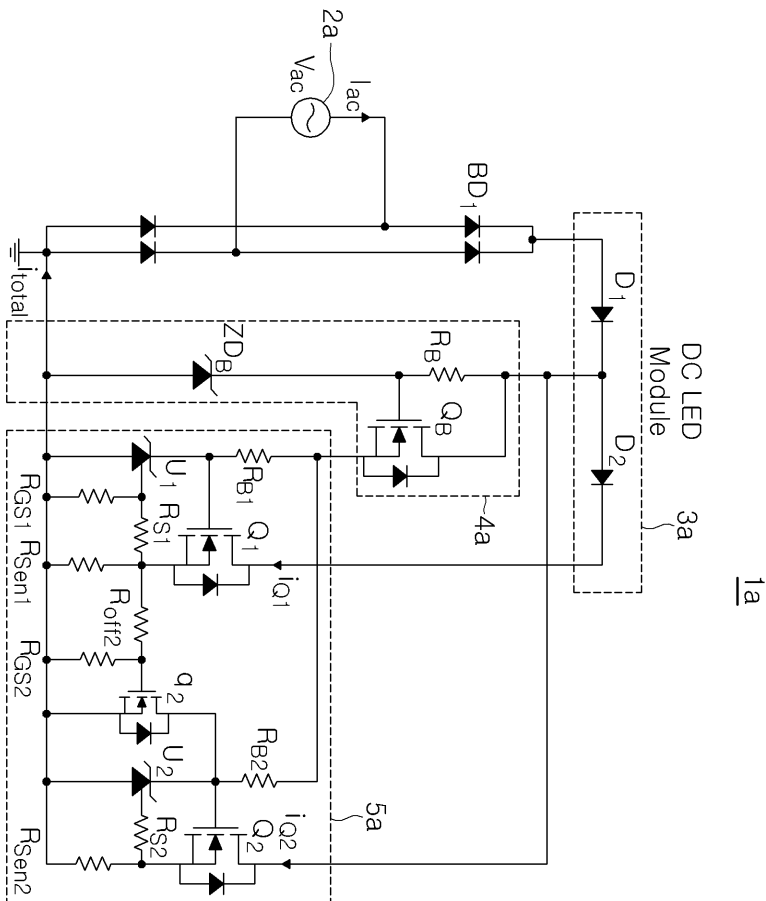 1a
DC LED
Module
3a
D1
D2
BD1
Iac
Vac
2a
RB
QB
ZDB
4a
itotal
U1
RB1
Q1
iQ1
RS1
RGS1
RSen1
Roff2
RGS2
q2
U2
RB2
RS2
Q2
iQ2
RSen2
5a